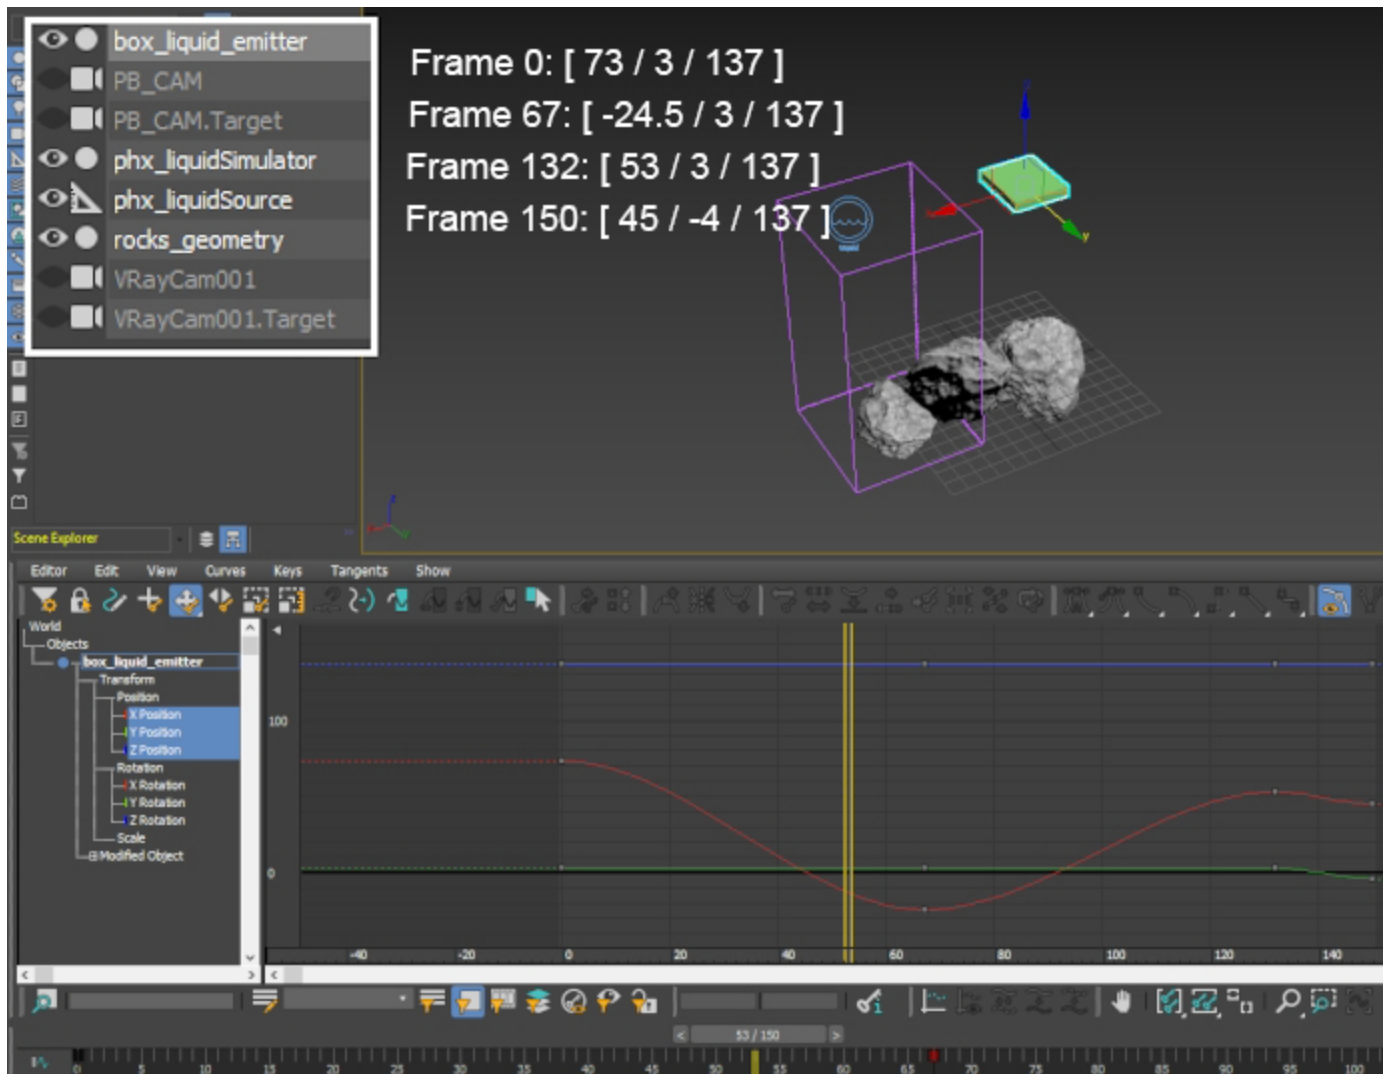 box_liquid_emitter
PB_CAM
PB_CAM.Target
phx_liquidSimulator
phx_liquidSource
rocks_geometry
VRayCam001
VRayCam001.Target
Frame 0: [ 73 / 3 / 137 ]
Frame 67: [ -24.5 / 3 / 137 ]
Frame 132: [ 53 / 3 / 137 ]
Frame 150: [ 45 / -4 / 137 ]
z
x
y
Liquid
z
Scene Explorer
Editor Edit View Curves Keys Tangents Show
World
Objects
box_liquid_emitter
Transform
Position
X Position
Y Position
Z Position
Rotation
X Rotation
Y Rotation
Z Rotation
Scale
Modified Object
100
0
-40 -20 0 20 40 60 80 100 120 140
< 53 / 150 >
0 5 10 15 20 25 30 35 40 45 50 55 60 65 70 75 80 85 90 95 100